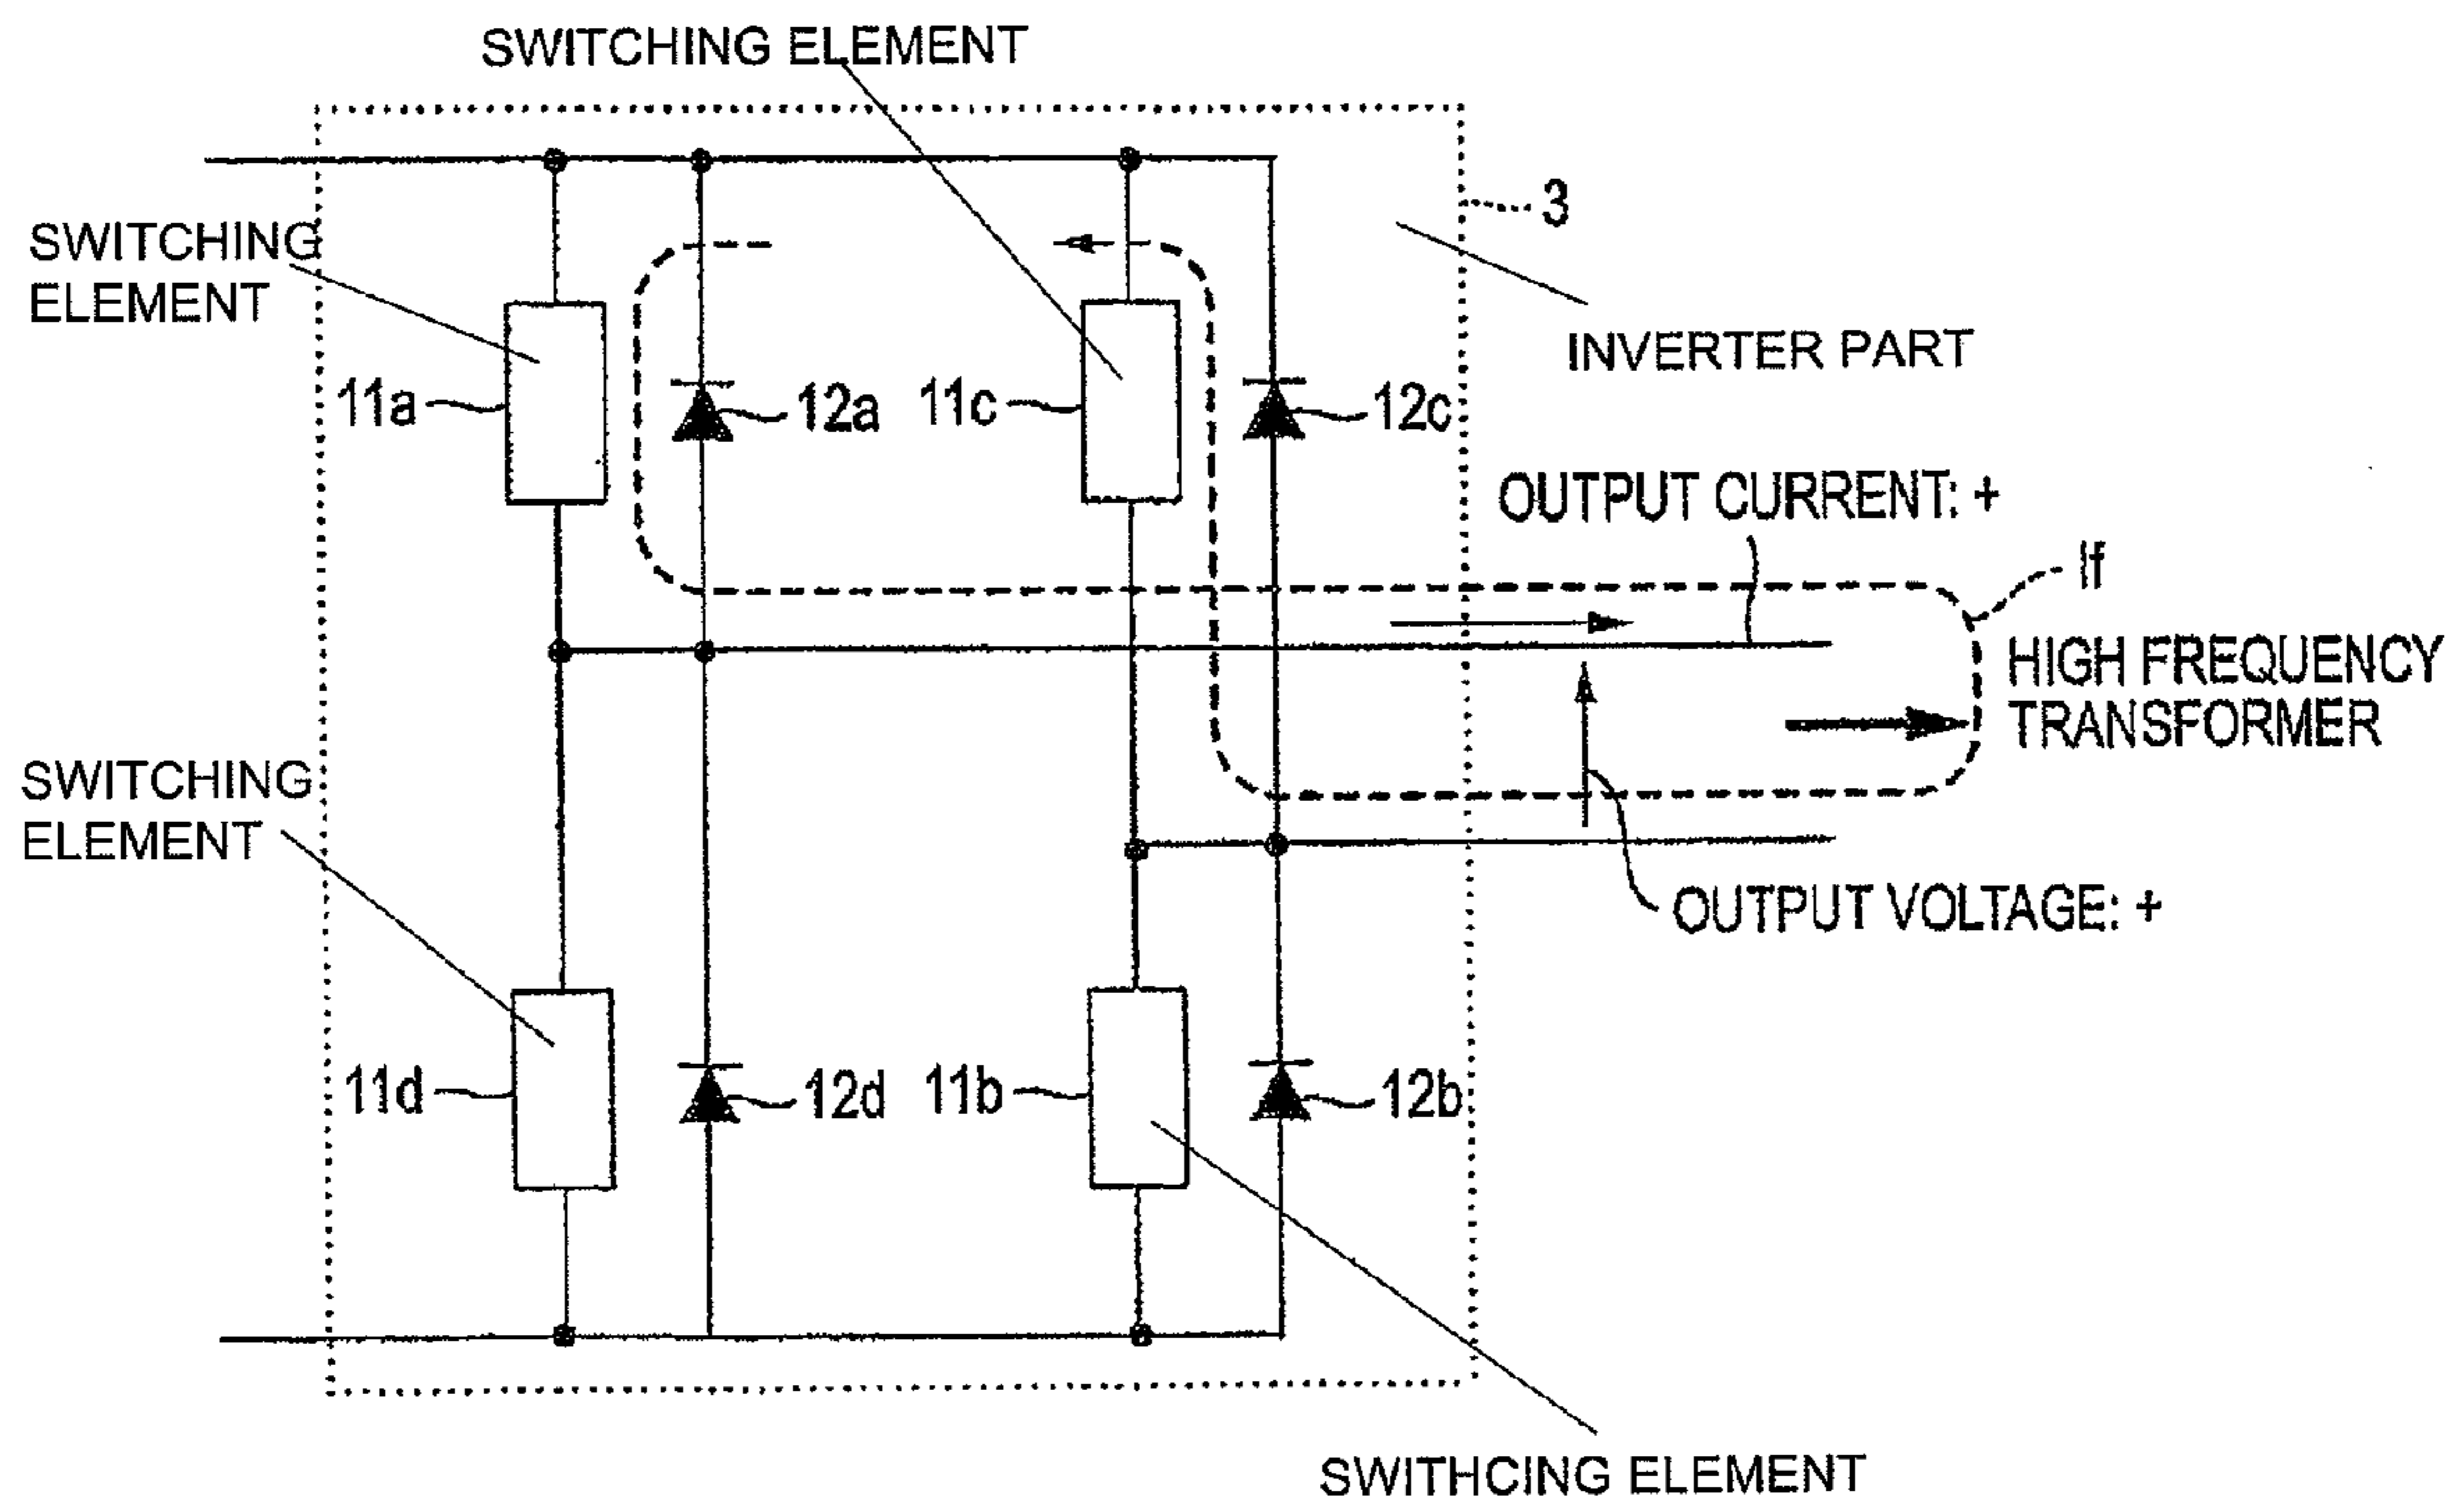 SWITCHING ELEMENT
3
SWITCHING
ELEMENT
INVERTER PART
11a
12a
11c
12c
OUTPUT CURRENT: +
If
HIGH FREQUENCY
TRANSFORMER
SWITCHING
ELEMENT
OUTPUT VOLTAGE: +
11d
12d
11b
12b
SWITHCING ELEMENT